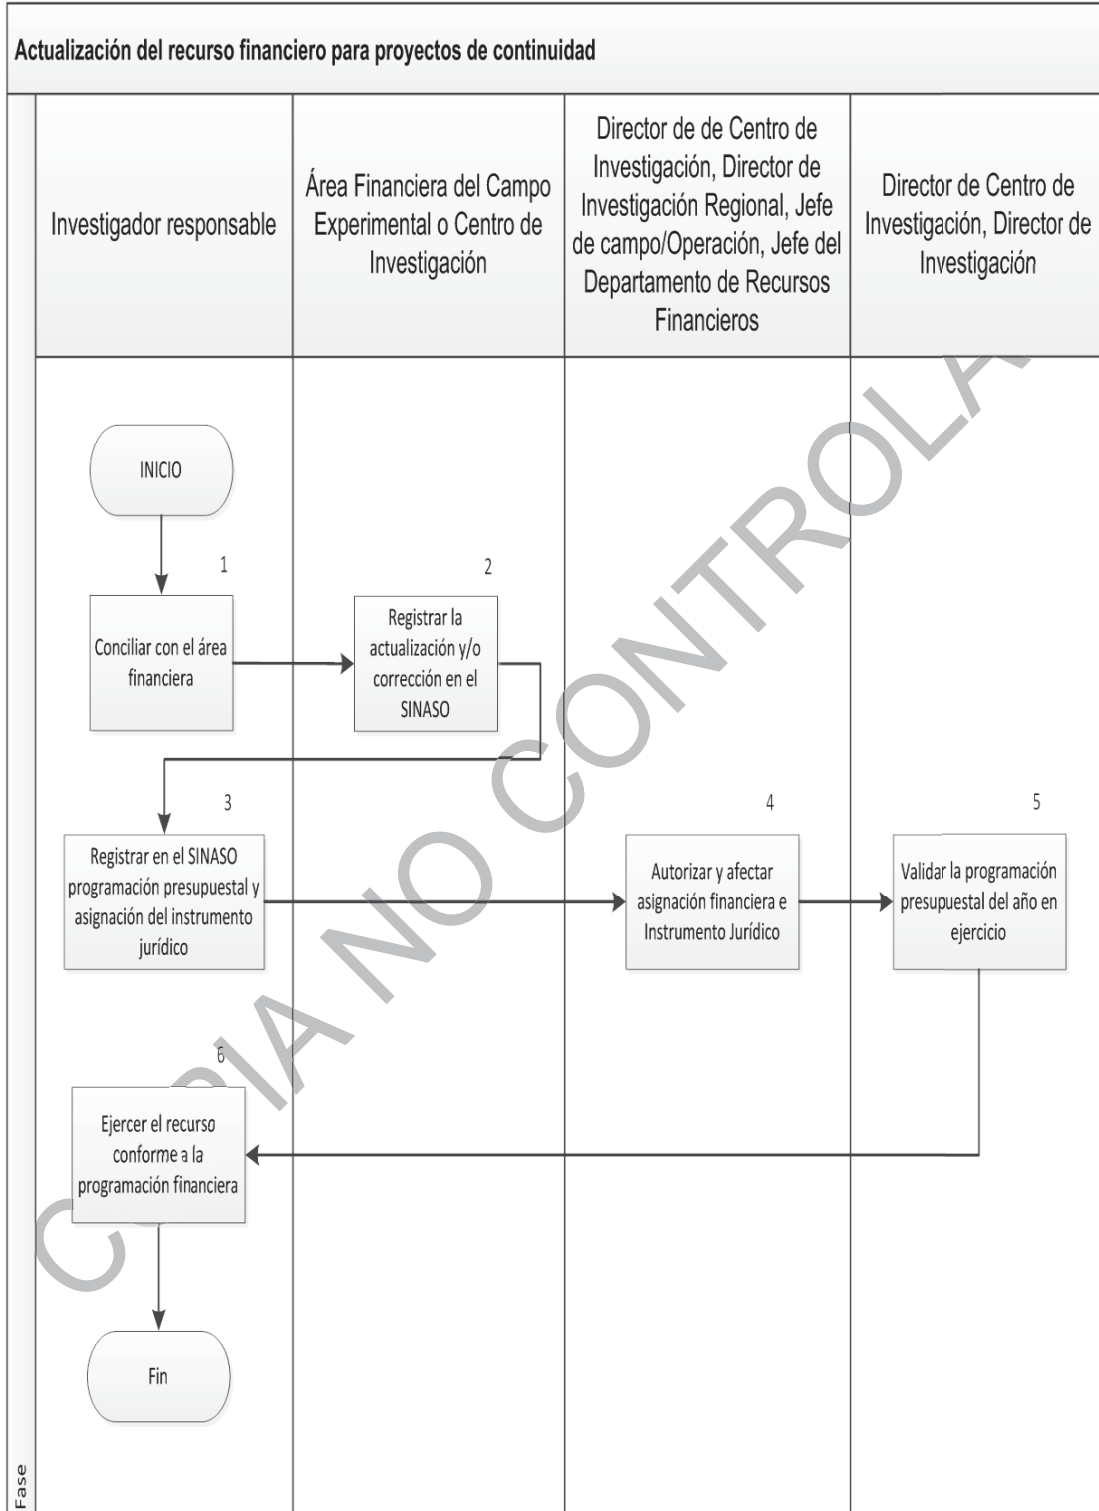 Actualización del recurso financiero para proyectos de continuidad
Investigador responsable
Área Financiera del Campo
Experimental o Centro de
Investigación
Director de de Centro de
Investigación, Director de
Investigación Regional, Jefe
de campo/Operación, Jefe del
Departamento de Recursos
Financieros
Director de Centro de
Investigación, Director de
Investigación
INICIO
1
Conciliar con el área
financiera
2
Registrar la
actualización y/o
corrección en el
SINASO
3
Registrar en el SINASO
programación presupuestal y
asignación del instrumento
jurídico
4
Autorizar y afectar
asignación financiera e
Instrumento Jurídico
5
Validar la programación
presupuestal del año en
ejercicio
6
Ejercer el recurso
conforme a la
programación financiera
Fin
Fase
NO CONTROLA